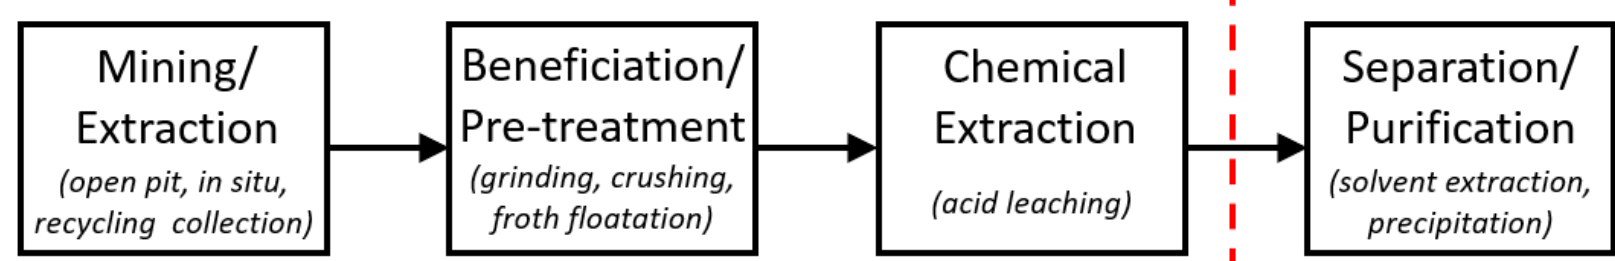 Mining/
Extraction
(open pit, in situ,
recycling collection)
Beneficiation/
Pre-treatment
(grinding, crushing,
froth floatation)
Chemical
Extraction
(acid leaching)
Separation/
Purification
(solvent extraction,
precipitation)